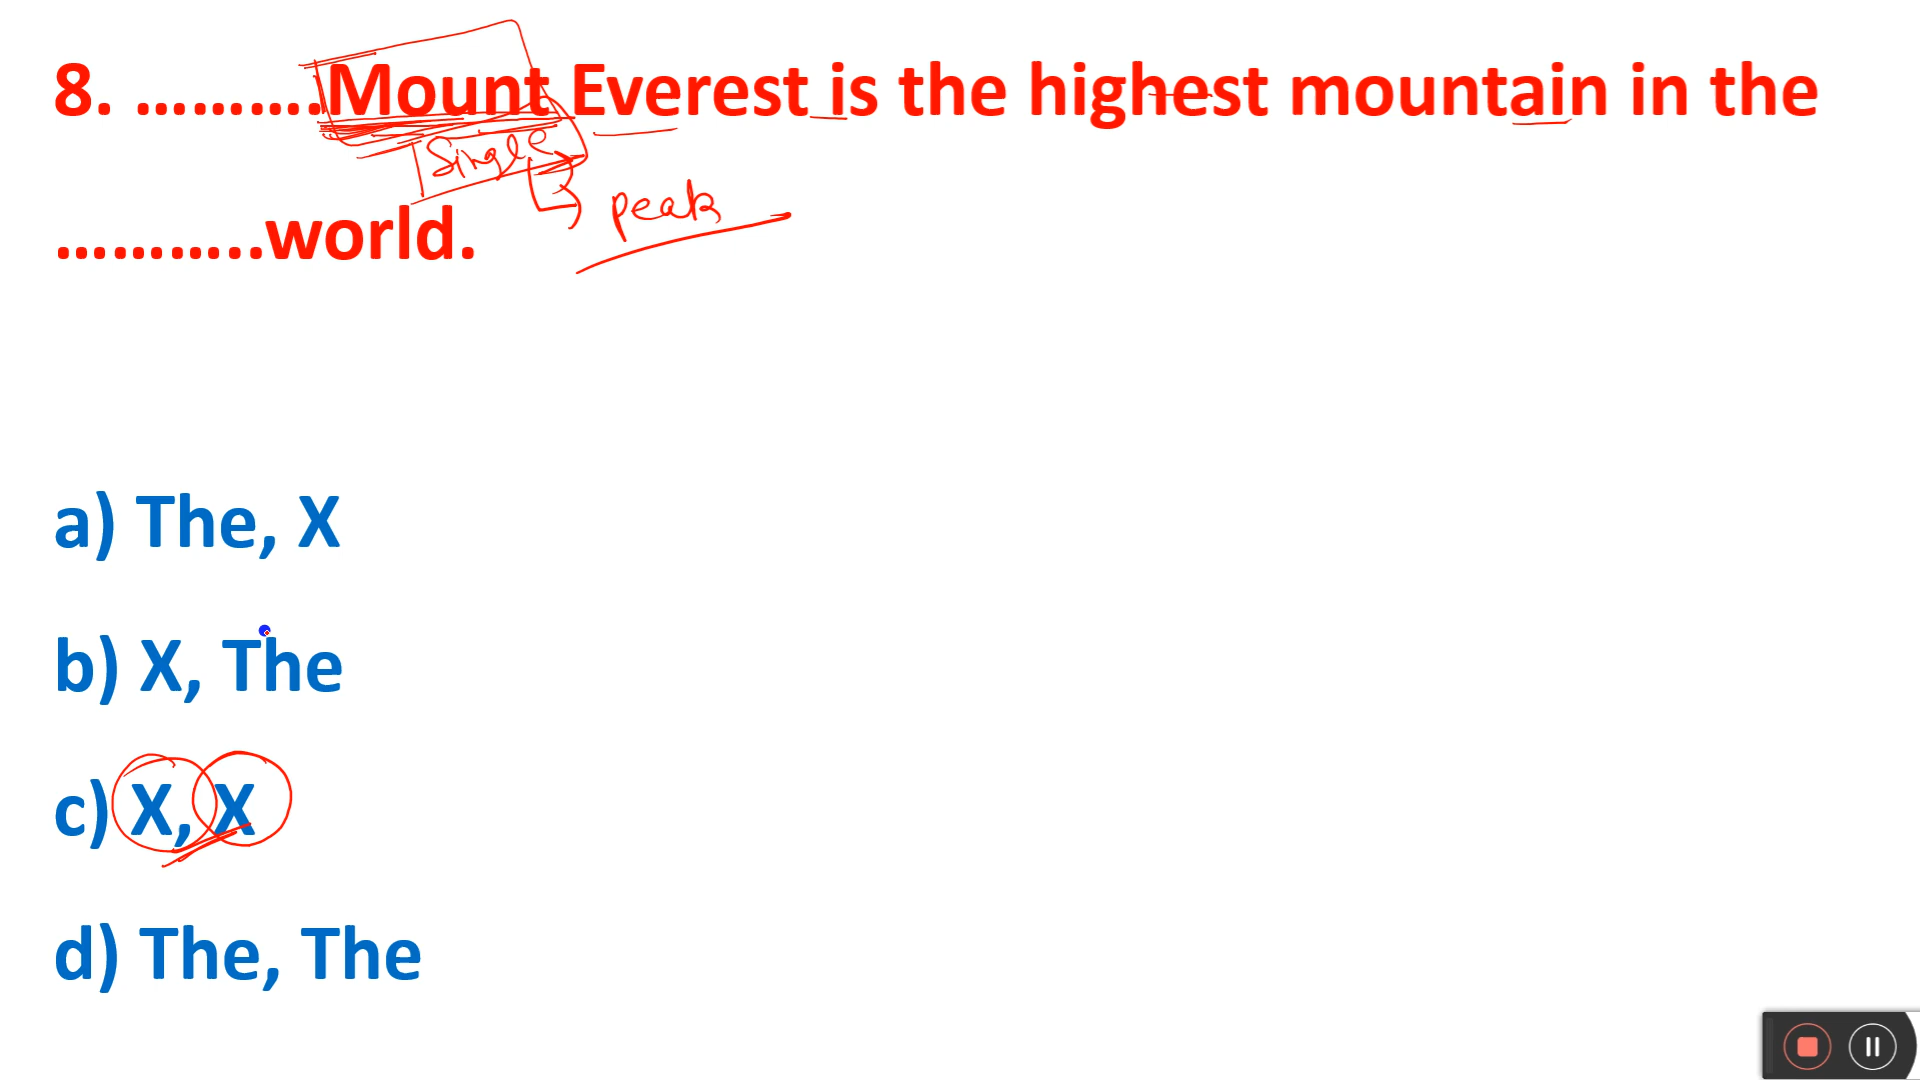 8. ..........Mount Everest is the highest mountain in the
Single
peak
...........world.
a) The, X
b) X, The
c) X, X
d) The, The